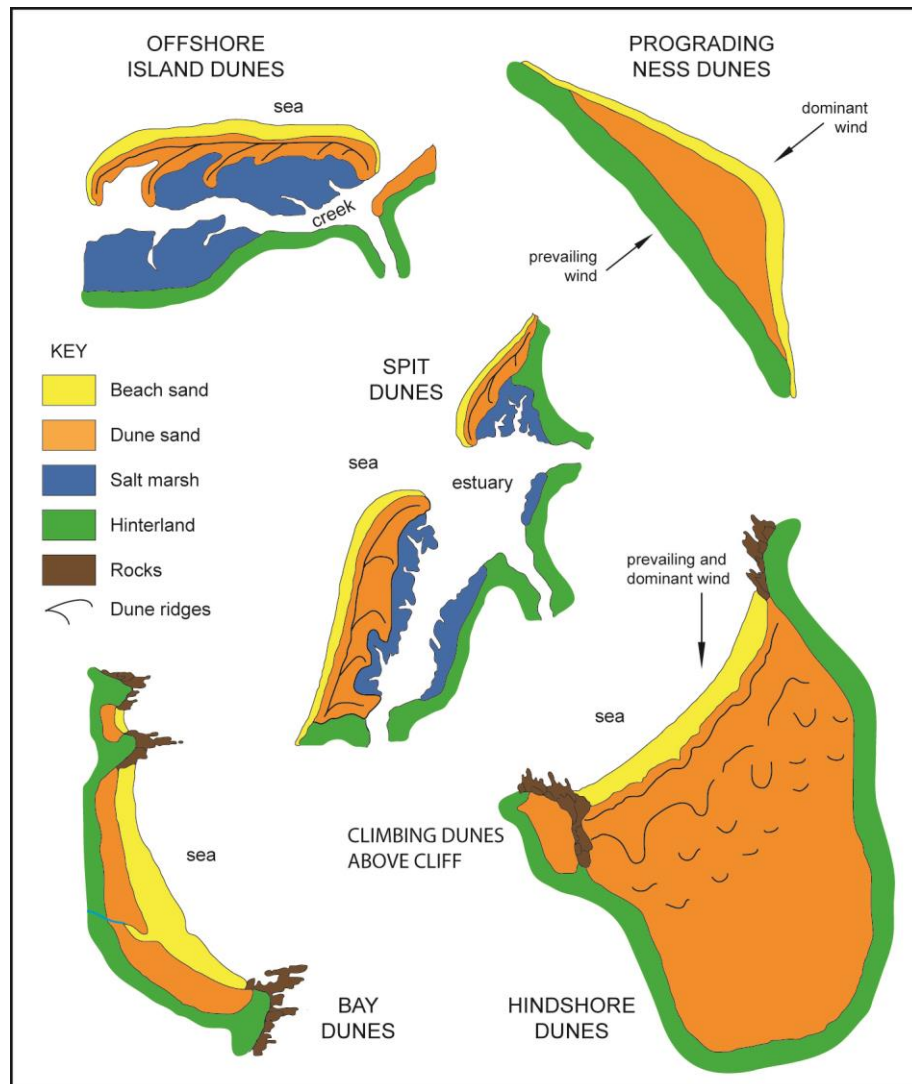 OFFSHORE
ISLAND DUNES
sea
creek
PROGRADING
NESS DUNES
dominant
wind
prevailing
wind
KEY
Beach sand
Dune sand
Salt marsh
Hinterland
Rocks
Dune ridges
SPIT
DUNES
sea
estuary
prevailing and
dominant wind
sea
CLIMBING DUNES
ABOVE CLIFF
HINDSHORE
DUNES
sea
BAY
DUNES